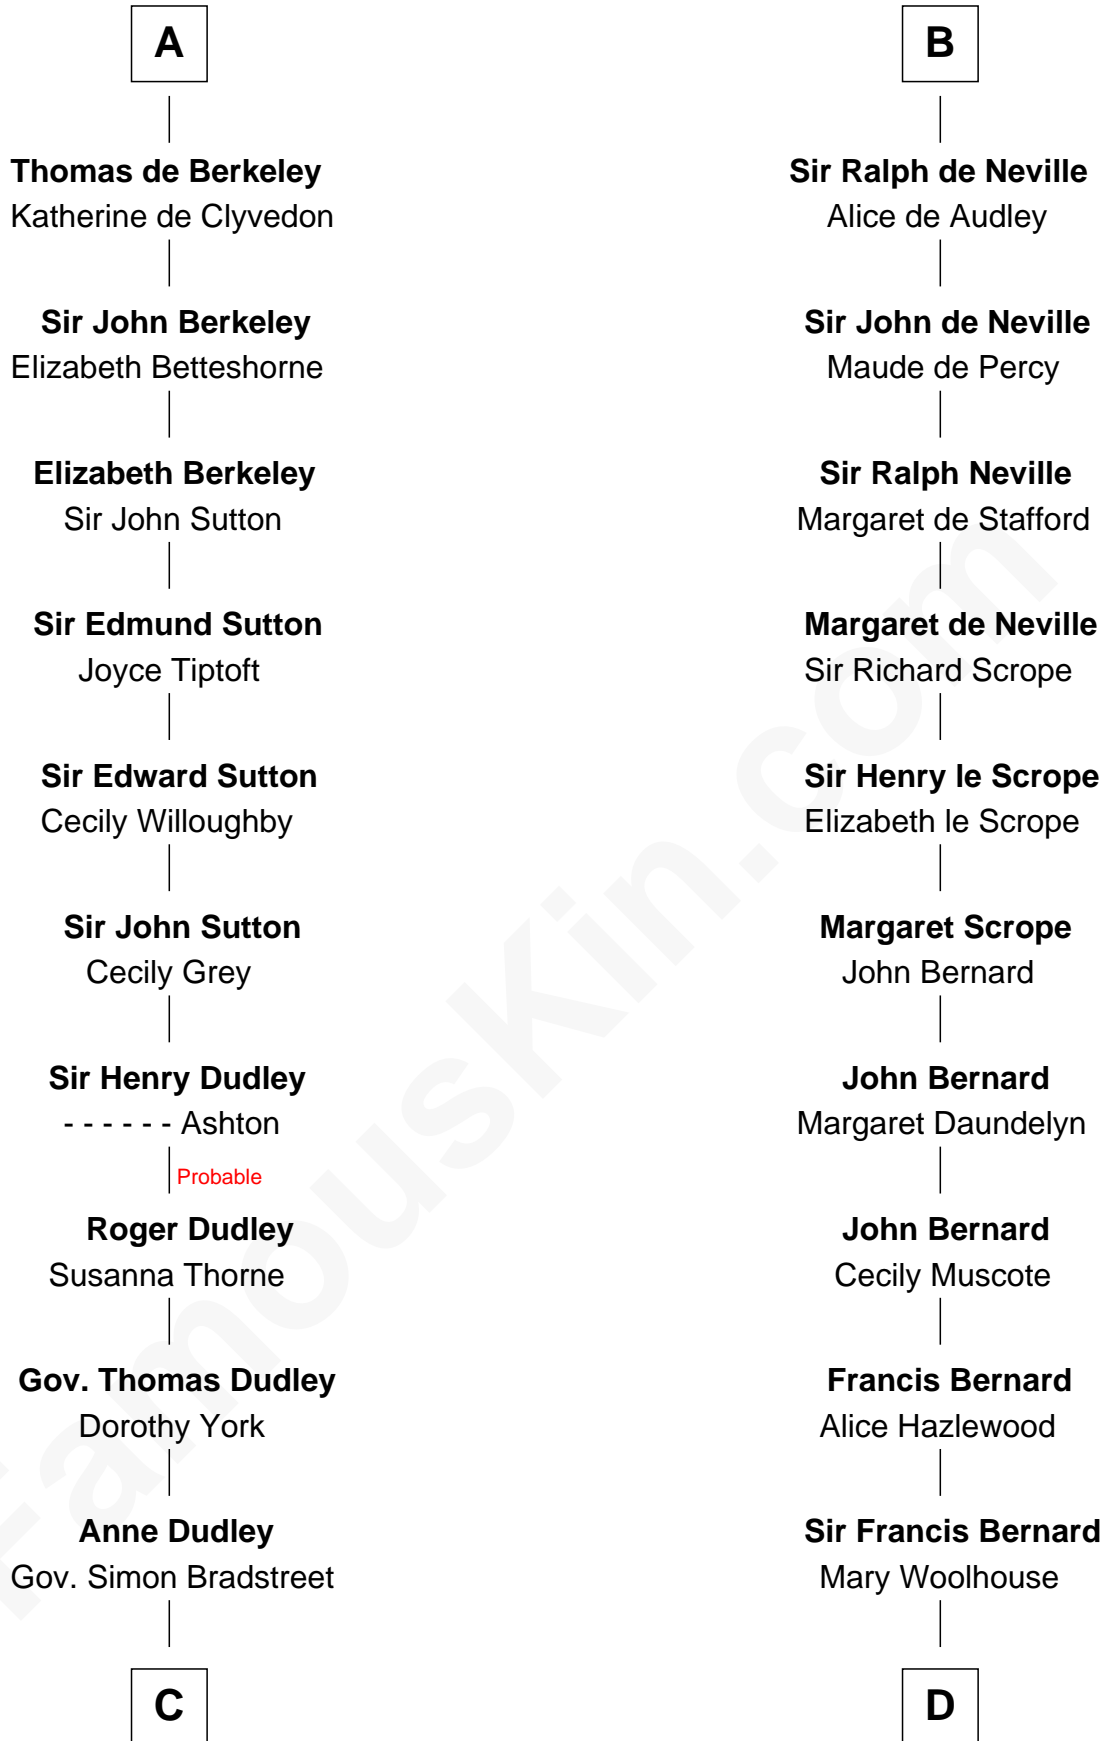 A
Thomas de Berkeley
Katherine de Clyvedon
Sir John Berkeley
Elizabeth Betteshorne
Elizabeth Berkeley
Sir John Sutton
Sir Edmund Sutton
Joyce Tiptoft
Sir Edward Sutton
Cecily Willoughby
Sir John Sutton
Cecily Grey
Sir Henry Dudley
- - - - - - Ashton
Probable
Roger Dudley
Susanna Thorne
Gov. Thomas Dudley
Dorothy York
Anne Dudley
Gov. Simon Bradstreet
C
B
Sir Ralph de Neville
Alice de Audley
Sir John de Neville
Maude de Percy
Sir Ralph Neville
Margaret de Stafford
Margaret de Neville
Sir Richard Scrope
Sir Henry le Scrope
Elizabeth le Scrope
Margaret Scrope
John Bernard
John Bernard
Margaret Daundelyn
John Bernard
Cecily Muscote
Francis Bernard
Alice Hazlewood
Sir Francis Bernard
Mary Woolhouse
D
FamousKin.com